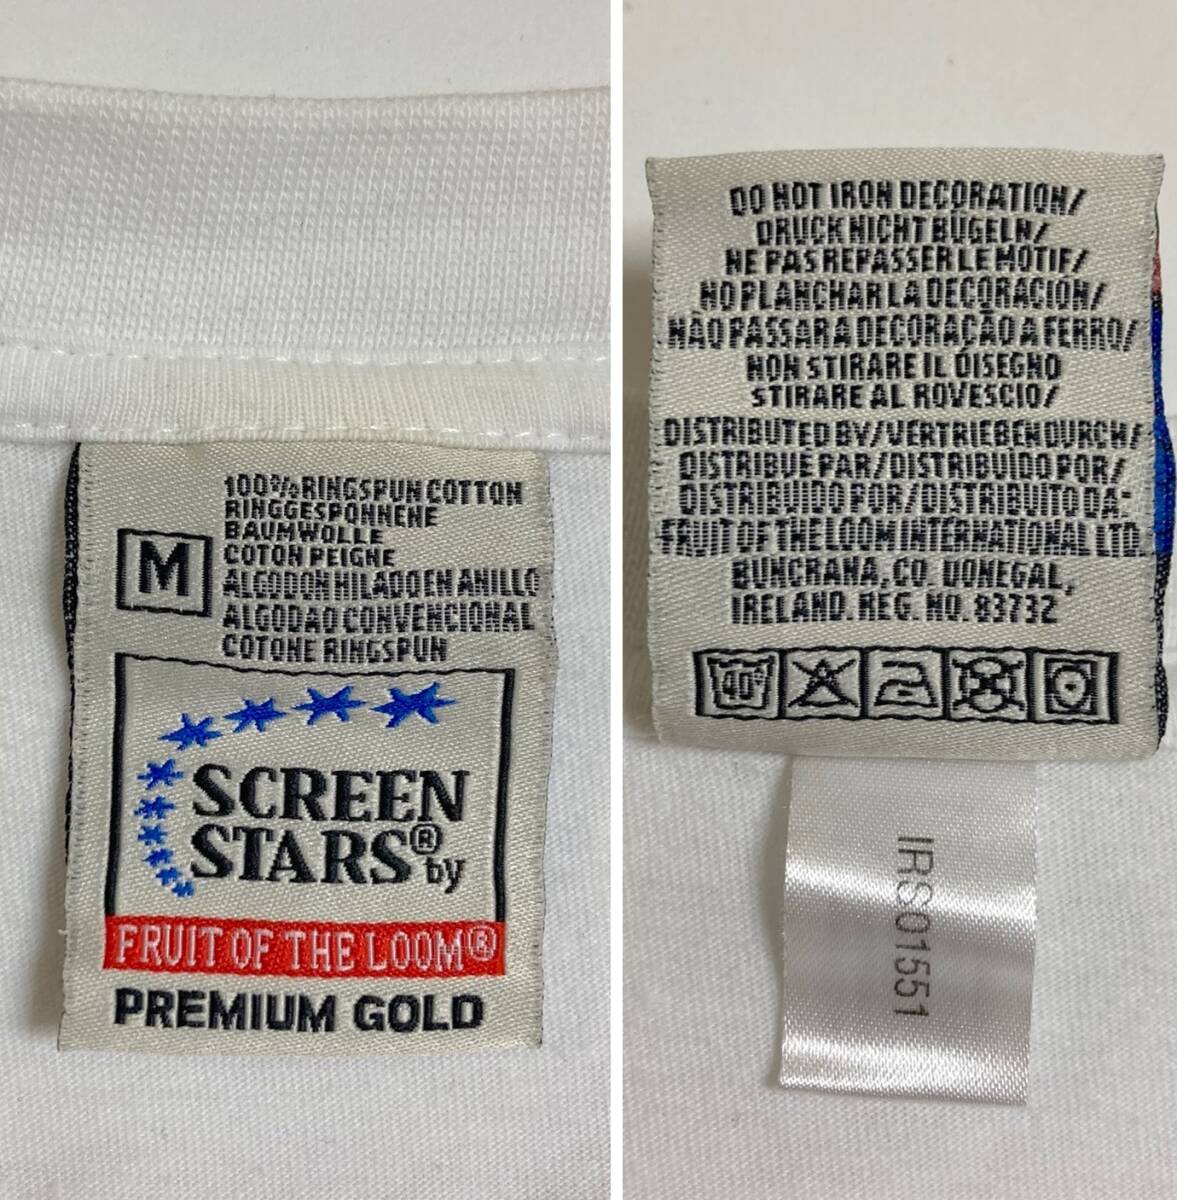 100% RINGSPUN COTTON
RINGGESPONNENE
BAUMWOLLE
COTON PEIGNE
ALGODON HILADO EN ANILLO
ALGODAO CONVENCIONAL
COTONE RINGSPUN
M
SCREEN
STARS® by
FRUIT OF THE LOOM®
PREMIUM GOLD
DO NOT IRON DECORATION/
DRUCK NICHT BÜGELN/
NE PAS REPASSER LE MOTIF/
NO PLANCHAR LA DECORACIÓN/
NÃO PASSAR A DECORAÇÃO A FERRO/
NON STIRARE IL ÓISEGNO
STIRARE AL ROVESCIO/
DISTRIBUTED BY/VERTRIEBEN DURCH/
DISTRIBUÉ PAR/DISTRIBUIDO POR/
DISTRIBUIDO POR/DISTRIBUITO DA:
FRUIT OF THE LOOM INTERNATIONAL LTD.
BUNCRANA, CO. DONEGAL,
IRELAND. REG. NO. 83732
40°
IRS01551